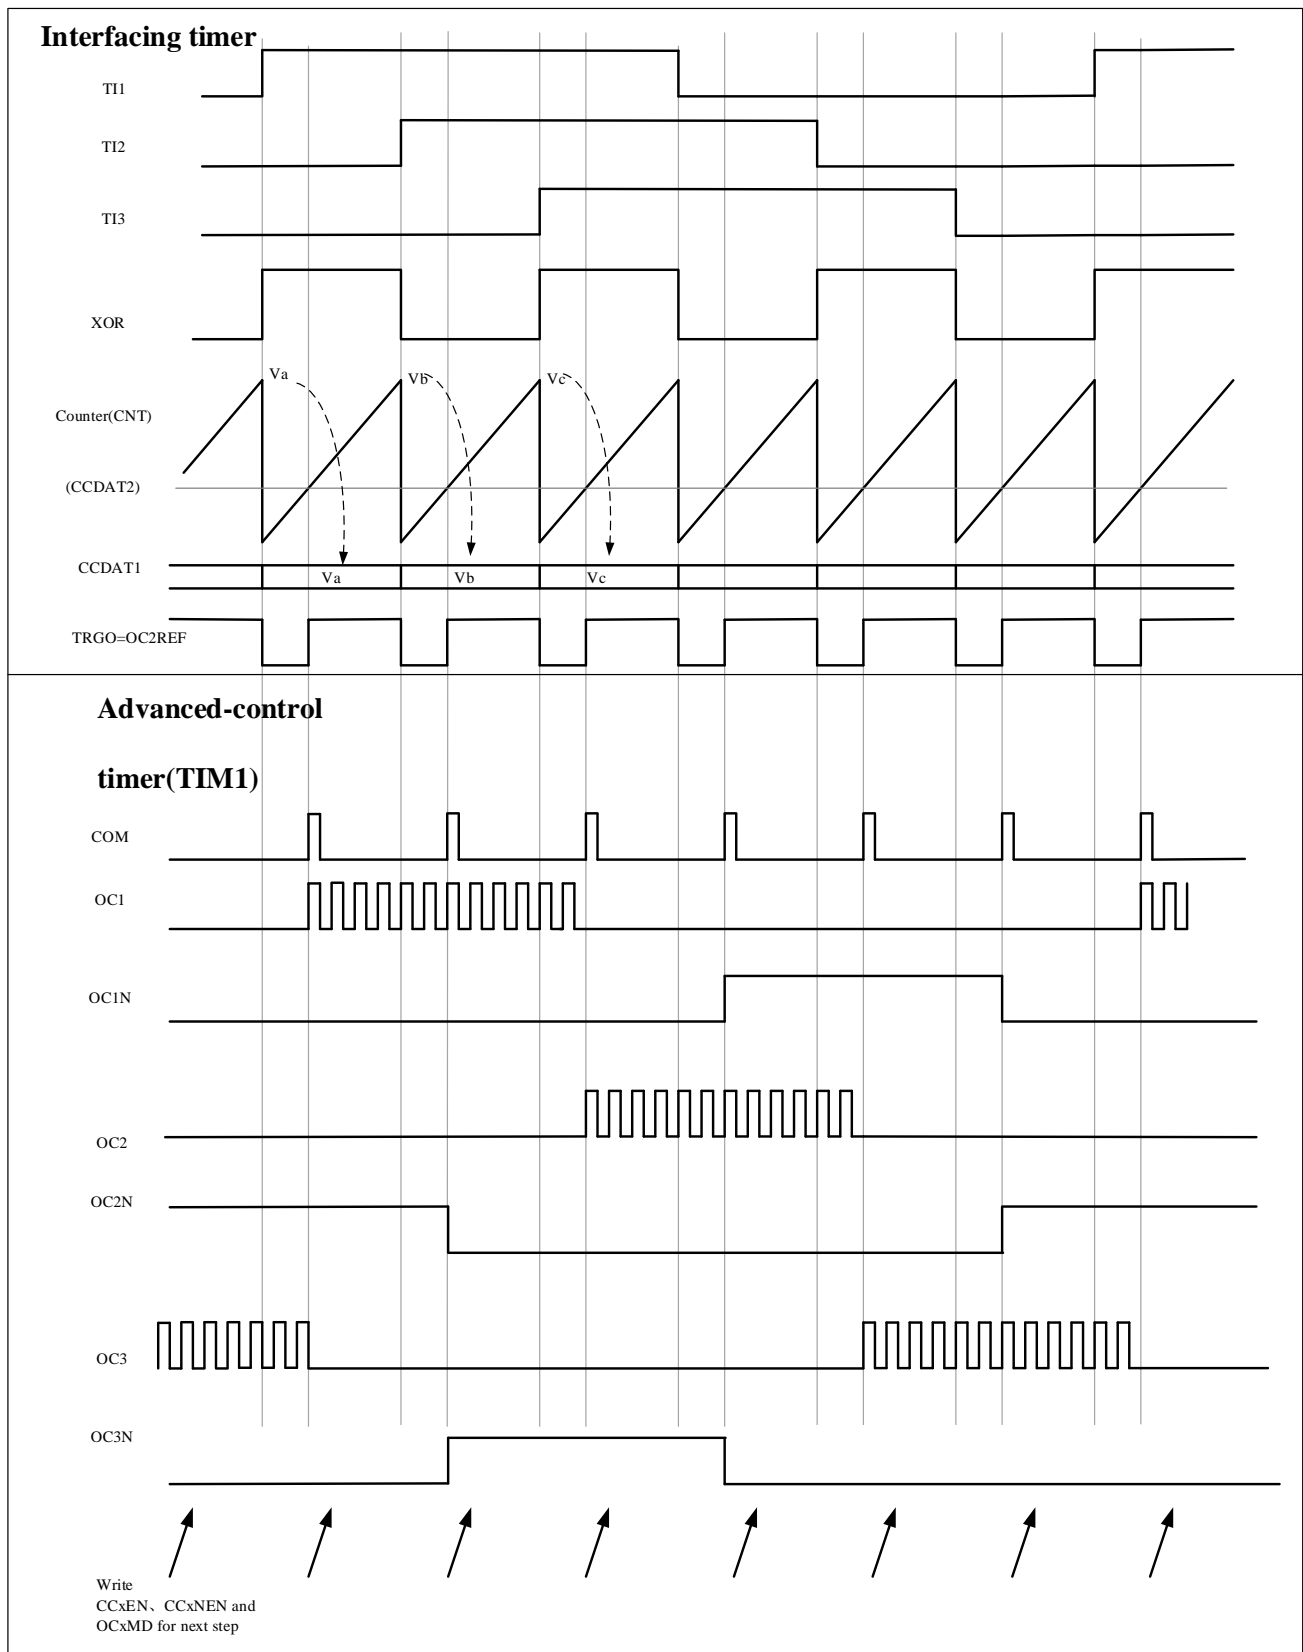 Interfacing timer
TI1
TI2
TI3
XOR
Va
Vb
Vc
Counter(CNT)
(CCDAT2)
CCDAT1
Va
Vb
Vc
TRGO=OC2REF
Advanced-control
timer(TIM1)
COM
OC1
OC1N
OC2
OC2N
OC3
OC3N
Write
CCxEN、CCxNEN and
OCxMD for next step